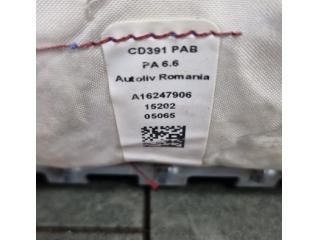 CD391 PAB
PA 6.6
Autoliv Romania
A16247906
15202
05065